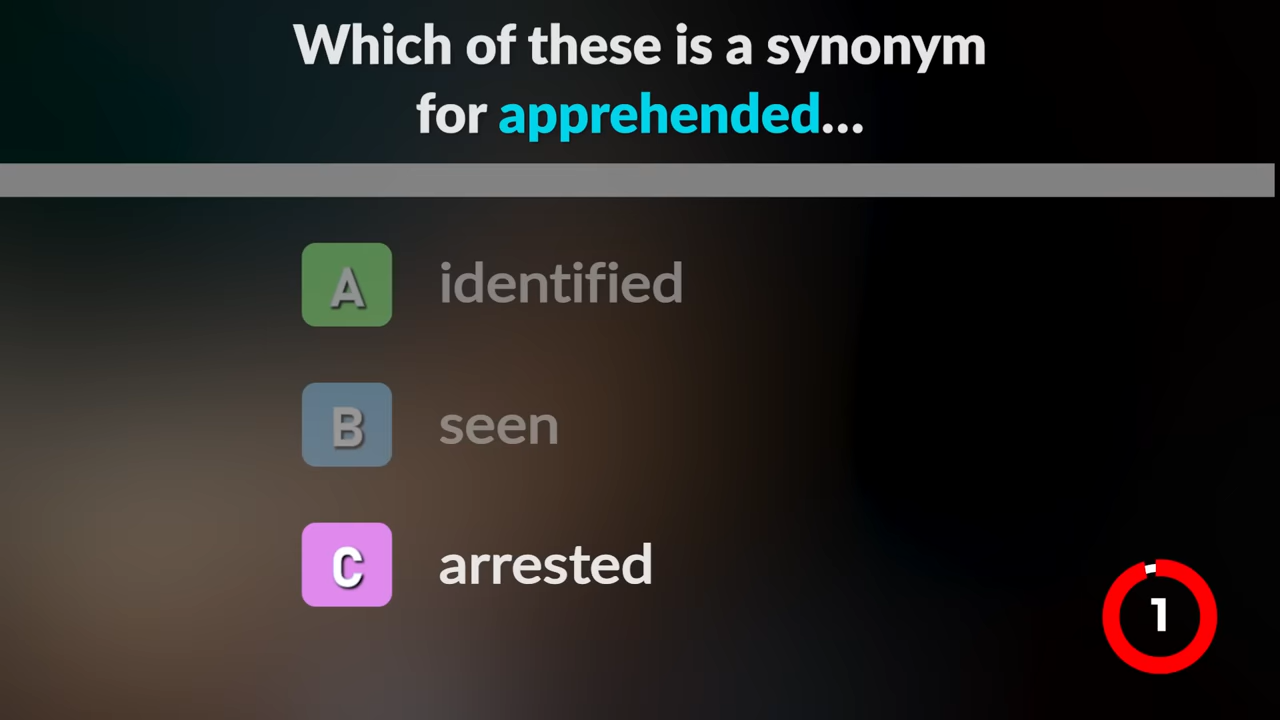 Which of these is a synonym
for apprehended...
A identified
B seen
C arrested
1